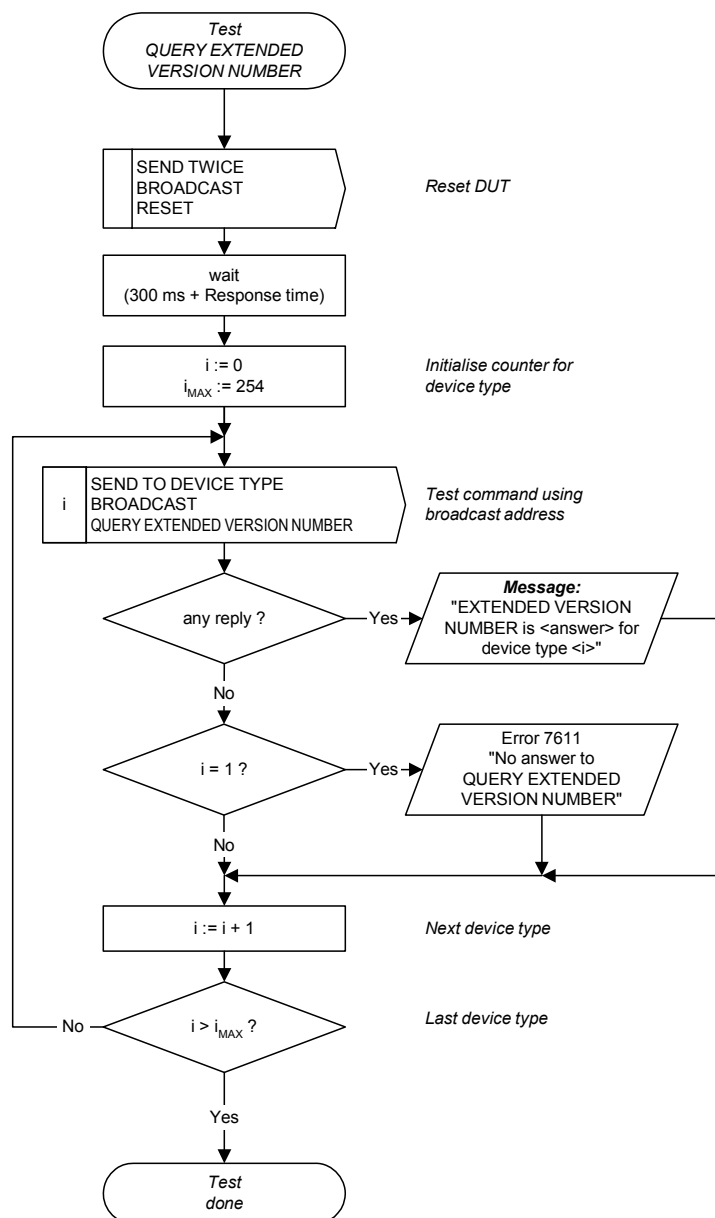 Test
QUERY EXTENDED
VERSION NUMBER
SEND TWICE
BROADCAST
RESET
Reset DUT
wait
(300 ms + Response time)
i := 0
iMAX := 254
Initialise counter for
device type
i
SEND TO DEVICE TYPE
BROADCAST
QUERY EXTENDED VERSION NUMBER
Test command using
broadcast address
any reply ?
Yes
Message:
"EXTENDED VERSION
NUMBER is <answer> for
device type <i>"
No
i = 1 ?
Yes
Error 7611
"No answer to
QUERY EXTENDED
VERSION NUMBER"
No
i := i + 1
Next device type
No
i > iMAX ?
Last device type
Yes
Test
done